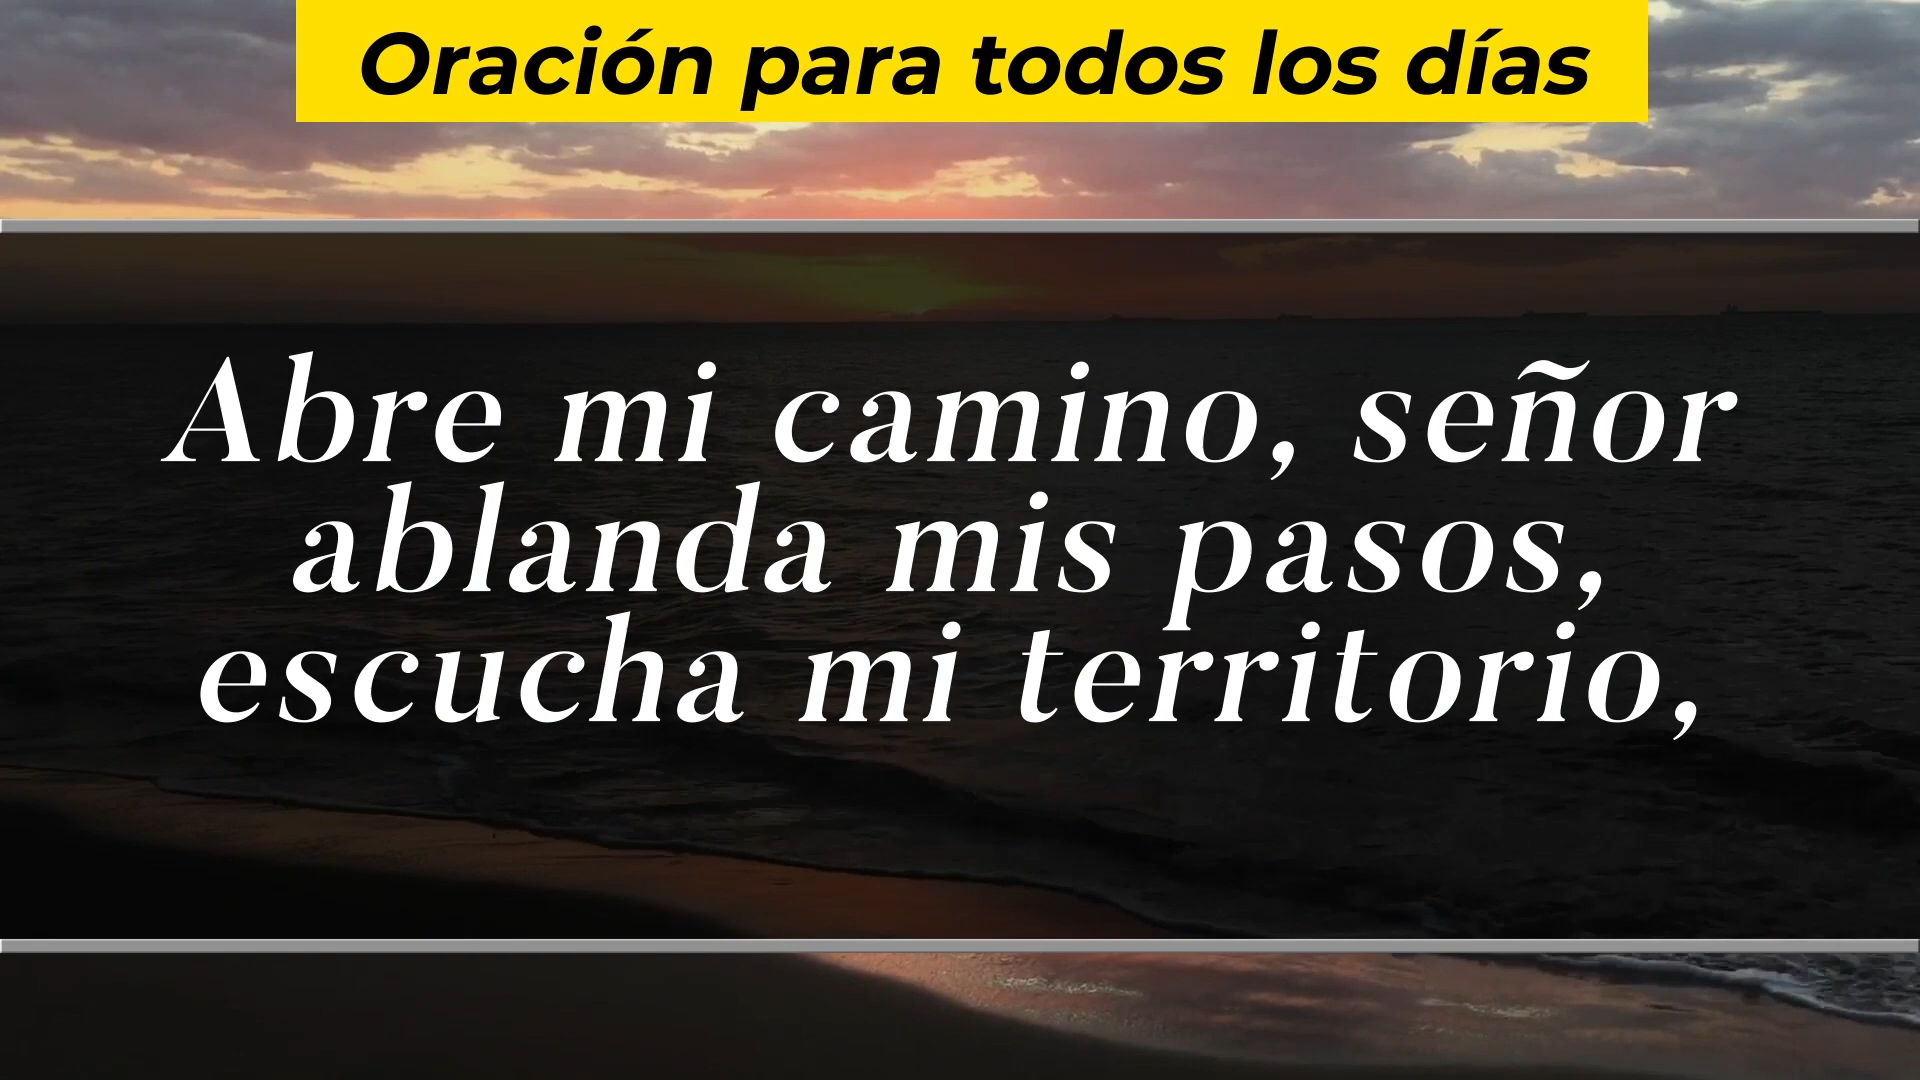 Oración para todos los días
Abre mi camino, señor
ablanda mis pasos,
escucha mi territorio,